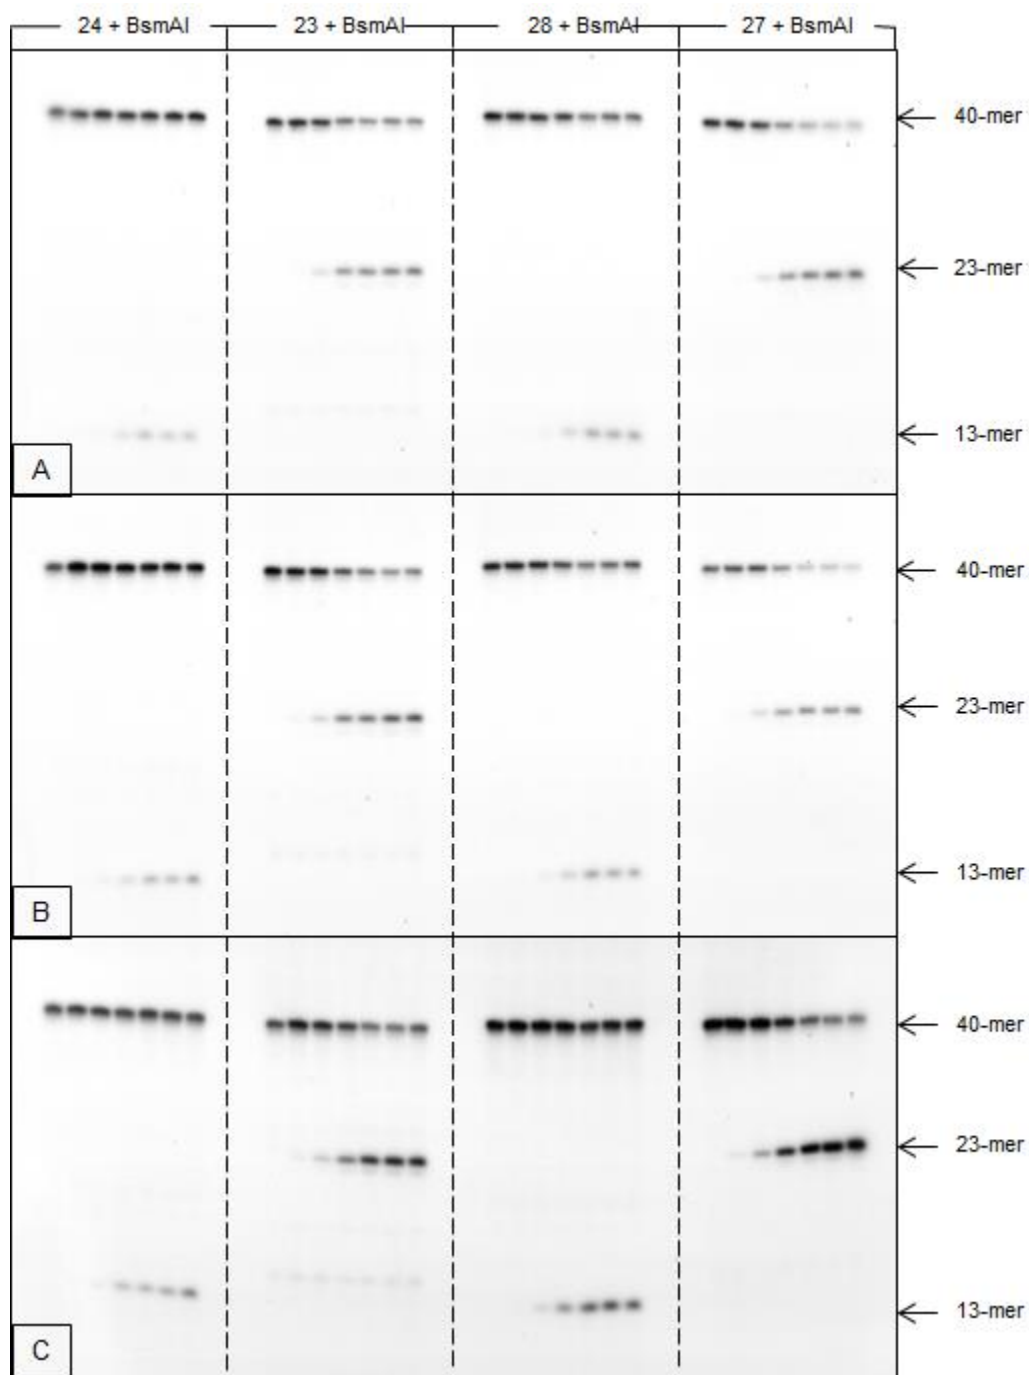 24 + BsmAI 23 + BsmAI 28 + BsmAI 27 + BsmAI
40-mer
23-mer
13-mer
A
40-mer
23-mer
13-mer
B
40-mer
23-mer
13-mer
C